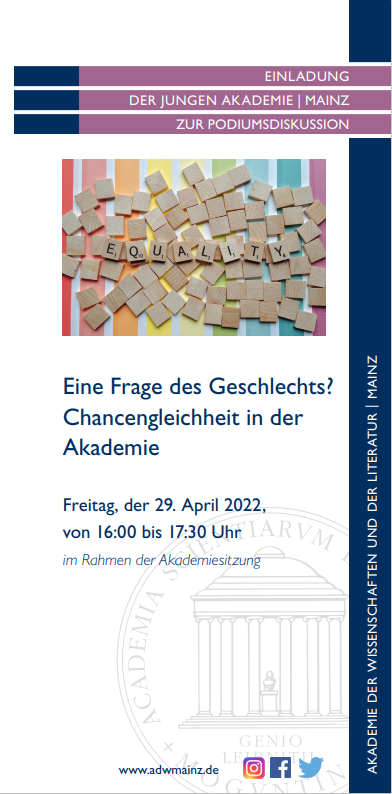 EINLADUNG
DER JUNGEN AKADEMIE | MAINZ
ZUR PODIUMSDISKUSSION
EQUALITY
Eine Frage des Geschlechts?
Chancengleichheit in der
Akademie
Freitag, der 29. April 2022,
von 16:00 bis 17:30 Uhr
im Rahmen der Akademiesitzung
AKADEMIE DER WISSENSCHAFTEN UND DER LITERATUR | MAINZ
ACADEMIA SCIENTIARVM
GENIO
LEIBNITII
MOGVNTIN
www.adwmainz.de